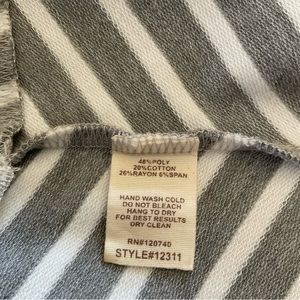 48%POLY
20%COTTON
26%RAYON 6%SPAN
HAND WASH COLD
DO NOT BLEACH
HANG TO DRY
FOR BEST RESULTS
DRY CLEAN
RN#120740
STYLE#12311